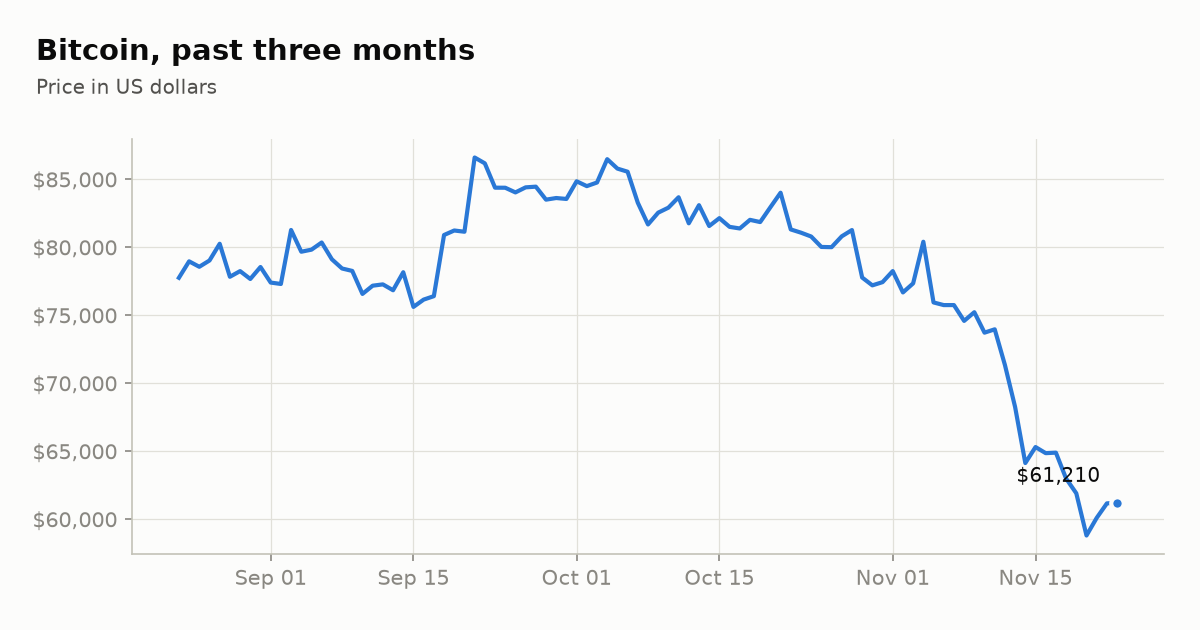 Bitcoin, past three months
Price in US dollars
$85,000
$80,000
$75,000
$70,000
$65,000
$61,210
$60,000
Sep 01 Sep 15 Oct 01 Oct 15 Nov 01 Nov 15